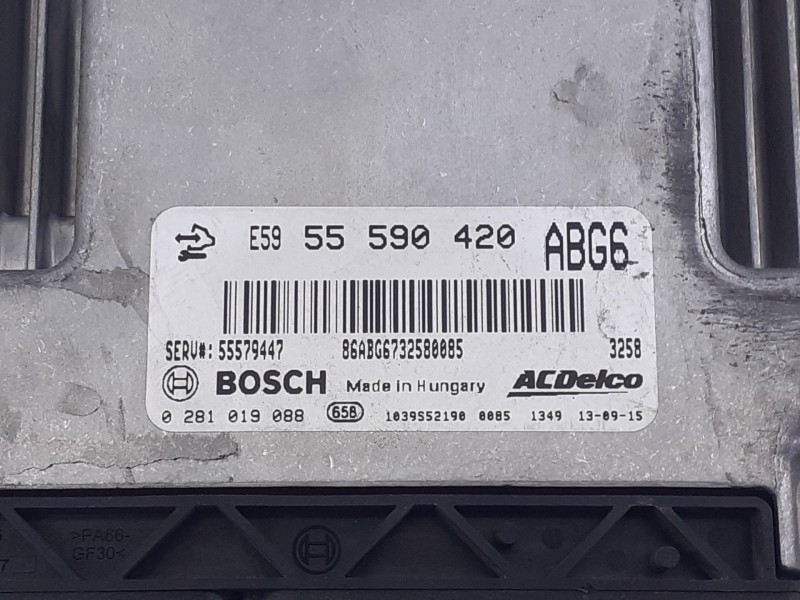 E59 55 590 420 ABG6
SERV#: 55579447 86ABG6732580085 3258
BOSCH Made in Hungary ACDelco
0 281 019 088 658 1039S52190 0085 1349 13-09-15
>PA66-
GF30<
7